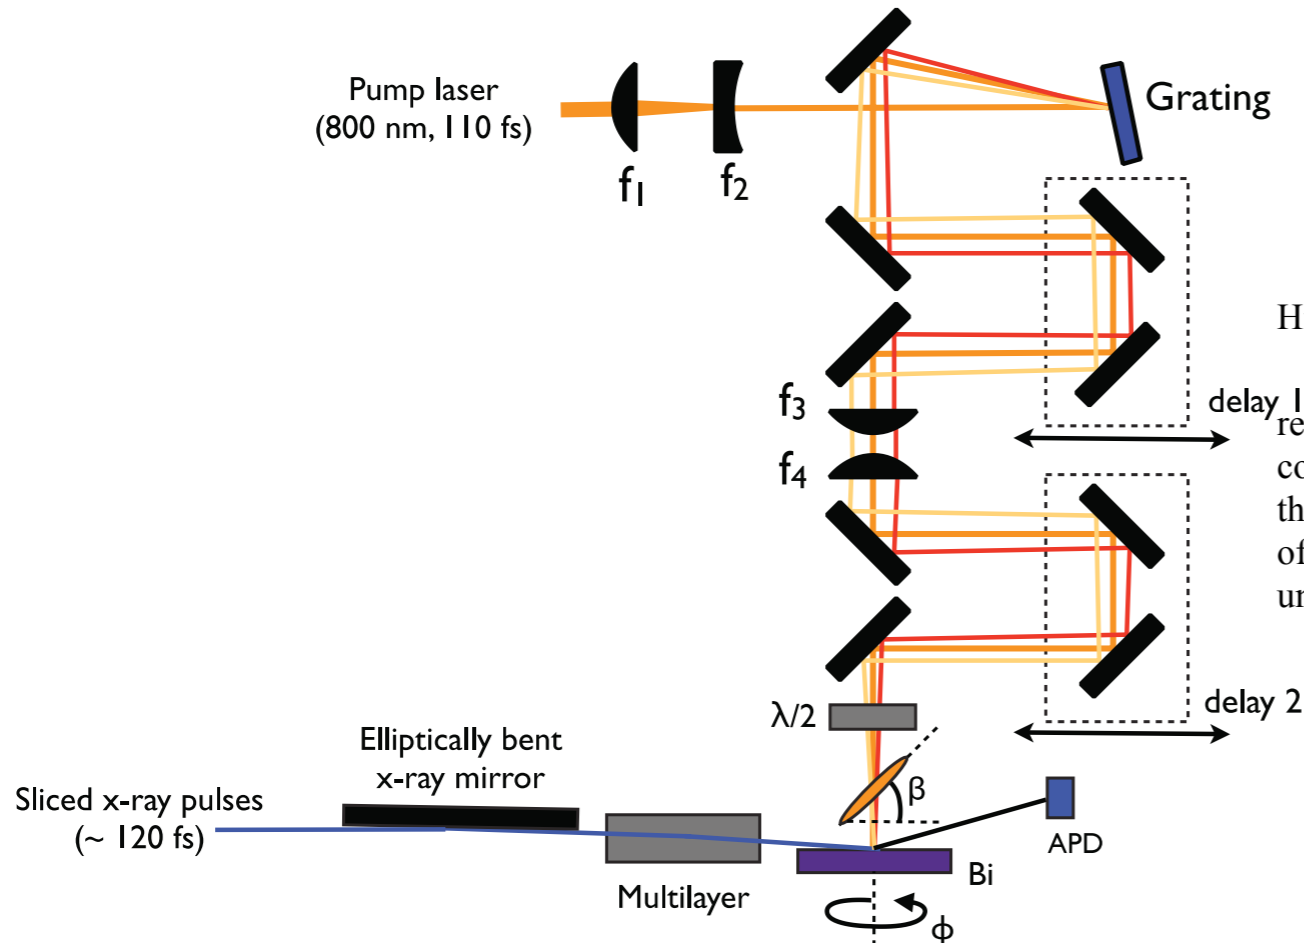 Pump laser
(800 nm, 110 fs)
f1
f2
Grating
H
delay 1
re
co
th
of
un
f3
f4
delay 2
λ/2
Elliptically bent
x-ray mirror
Sliced x-ray pulses
(~ 120 fs)
β
APD
Multilayer
Bi
ϕ